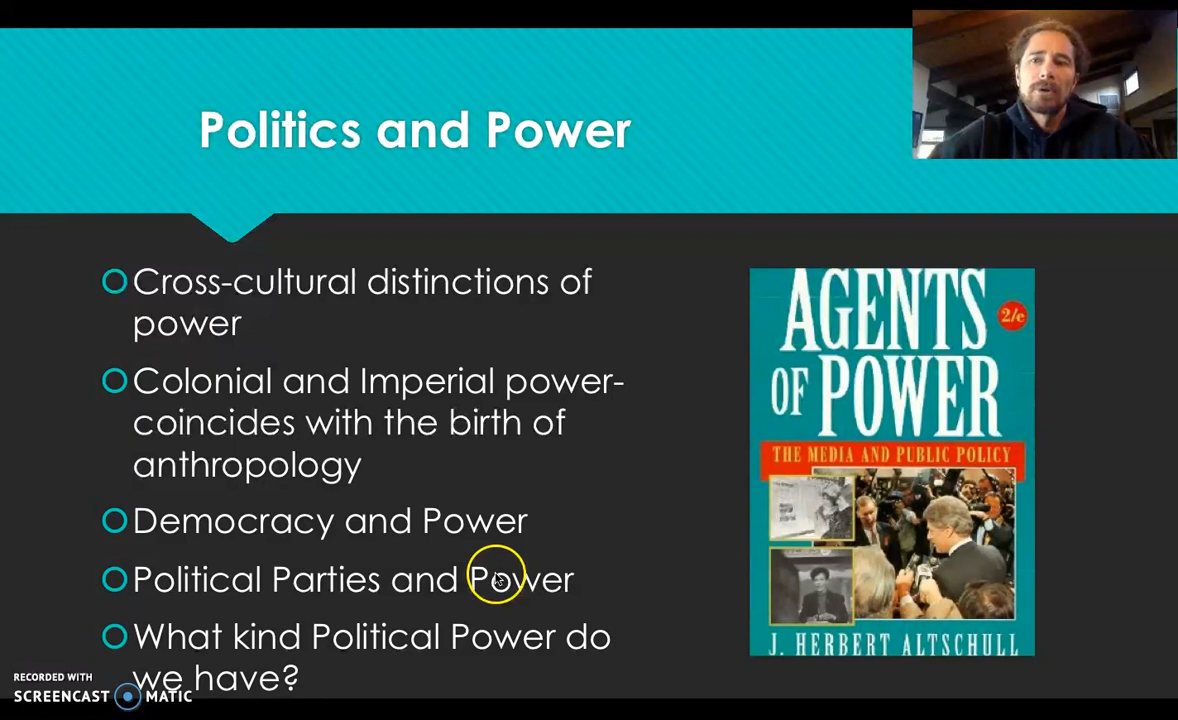 Politics and Power
Cross-cultural distinctions of
power
Colonial and Imperial power-
coincides with the birth of
anthropology
Democracy and Power
Political Parties and Power
What kind Political Power do
we have?
AGENTS
2/e
OF POWER
THE MEDIA AND PUBLIC POLICY
J. HERBERT ALTSCHULL
RECORDED WITH
SCREENCAST MATIC